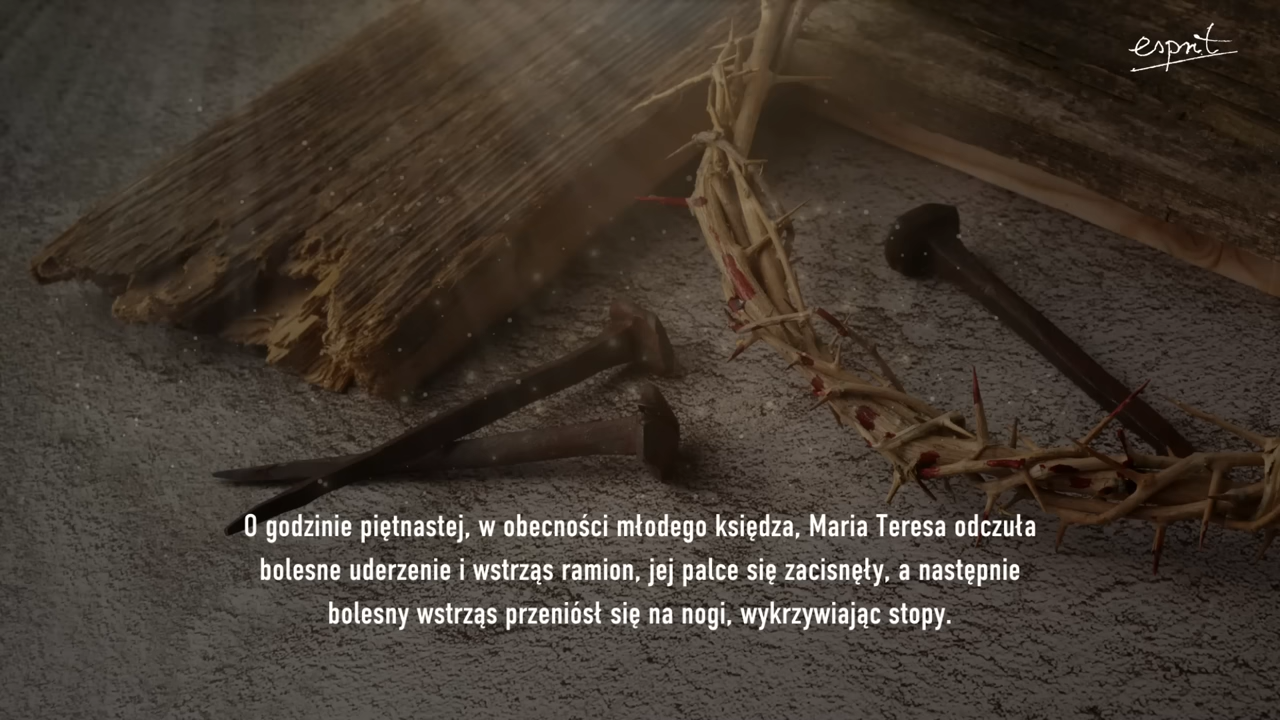 esprit
O godzinie piętnastej, w obecności młodego księdza, Maria Teresa odczuła
bolesne uderzenie i wstrząs ramion, jej palce się zacisnęły, a następnie
bolesny wstrząs przeniósł się na nogi, wykrzywiając stopy.